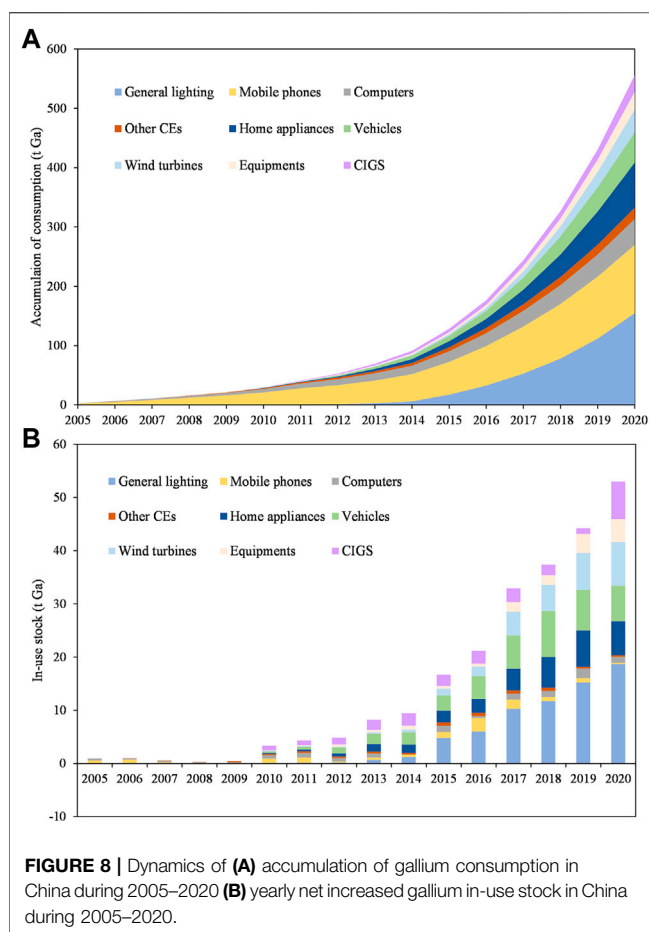 A
600
500
400
300
200
100
0
Accumulaion of consumption (t Ga)
General lighting Mobile phones Computers
Other CEs Home appliances Vehicles
Wind turbines Equipments CIGS
2005 2006 2007 2008 2009 2010 2011 2012 2013 2014 2015 2016 2017 2018 2019 2020
B
60
50
40
30
20
10
0
-10
In-use stock (t Ga)
General lighting Mobile phones Computers
Other CEs Home appliances Vehicles
Wind turbines Equipments CIGS
2005 2006 2007 2008 2009 2010 2011 2012 2013 2014 2015 2016 2017 2018 2019 2020
FIGURE 8 | Dynamics of (A) accumulation of gallium consumption in
China during 2005–2020 (B) yearly net increased gallium in-use stock in China
during 2005–2020.